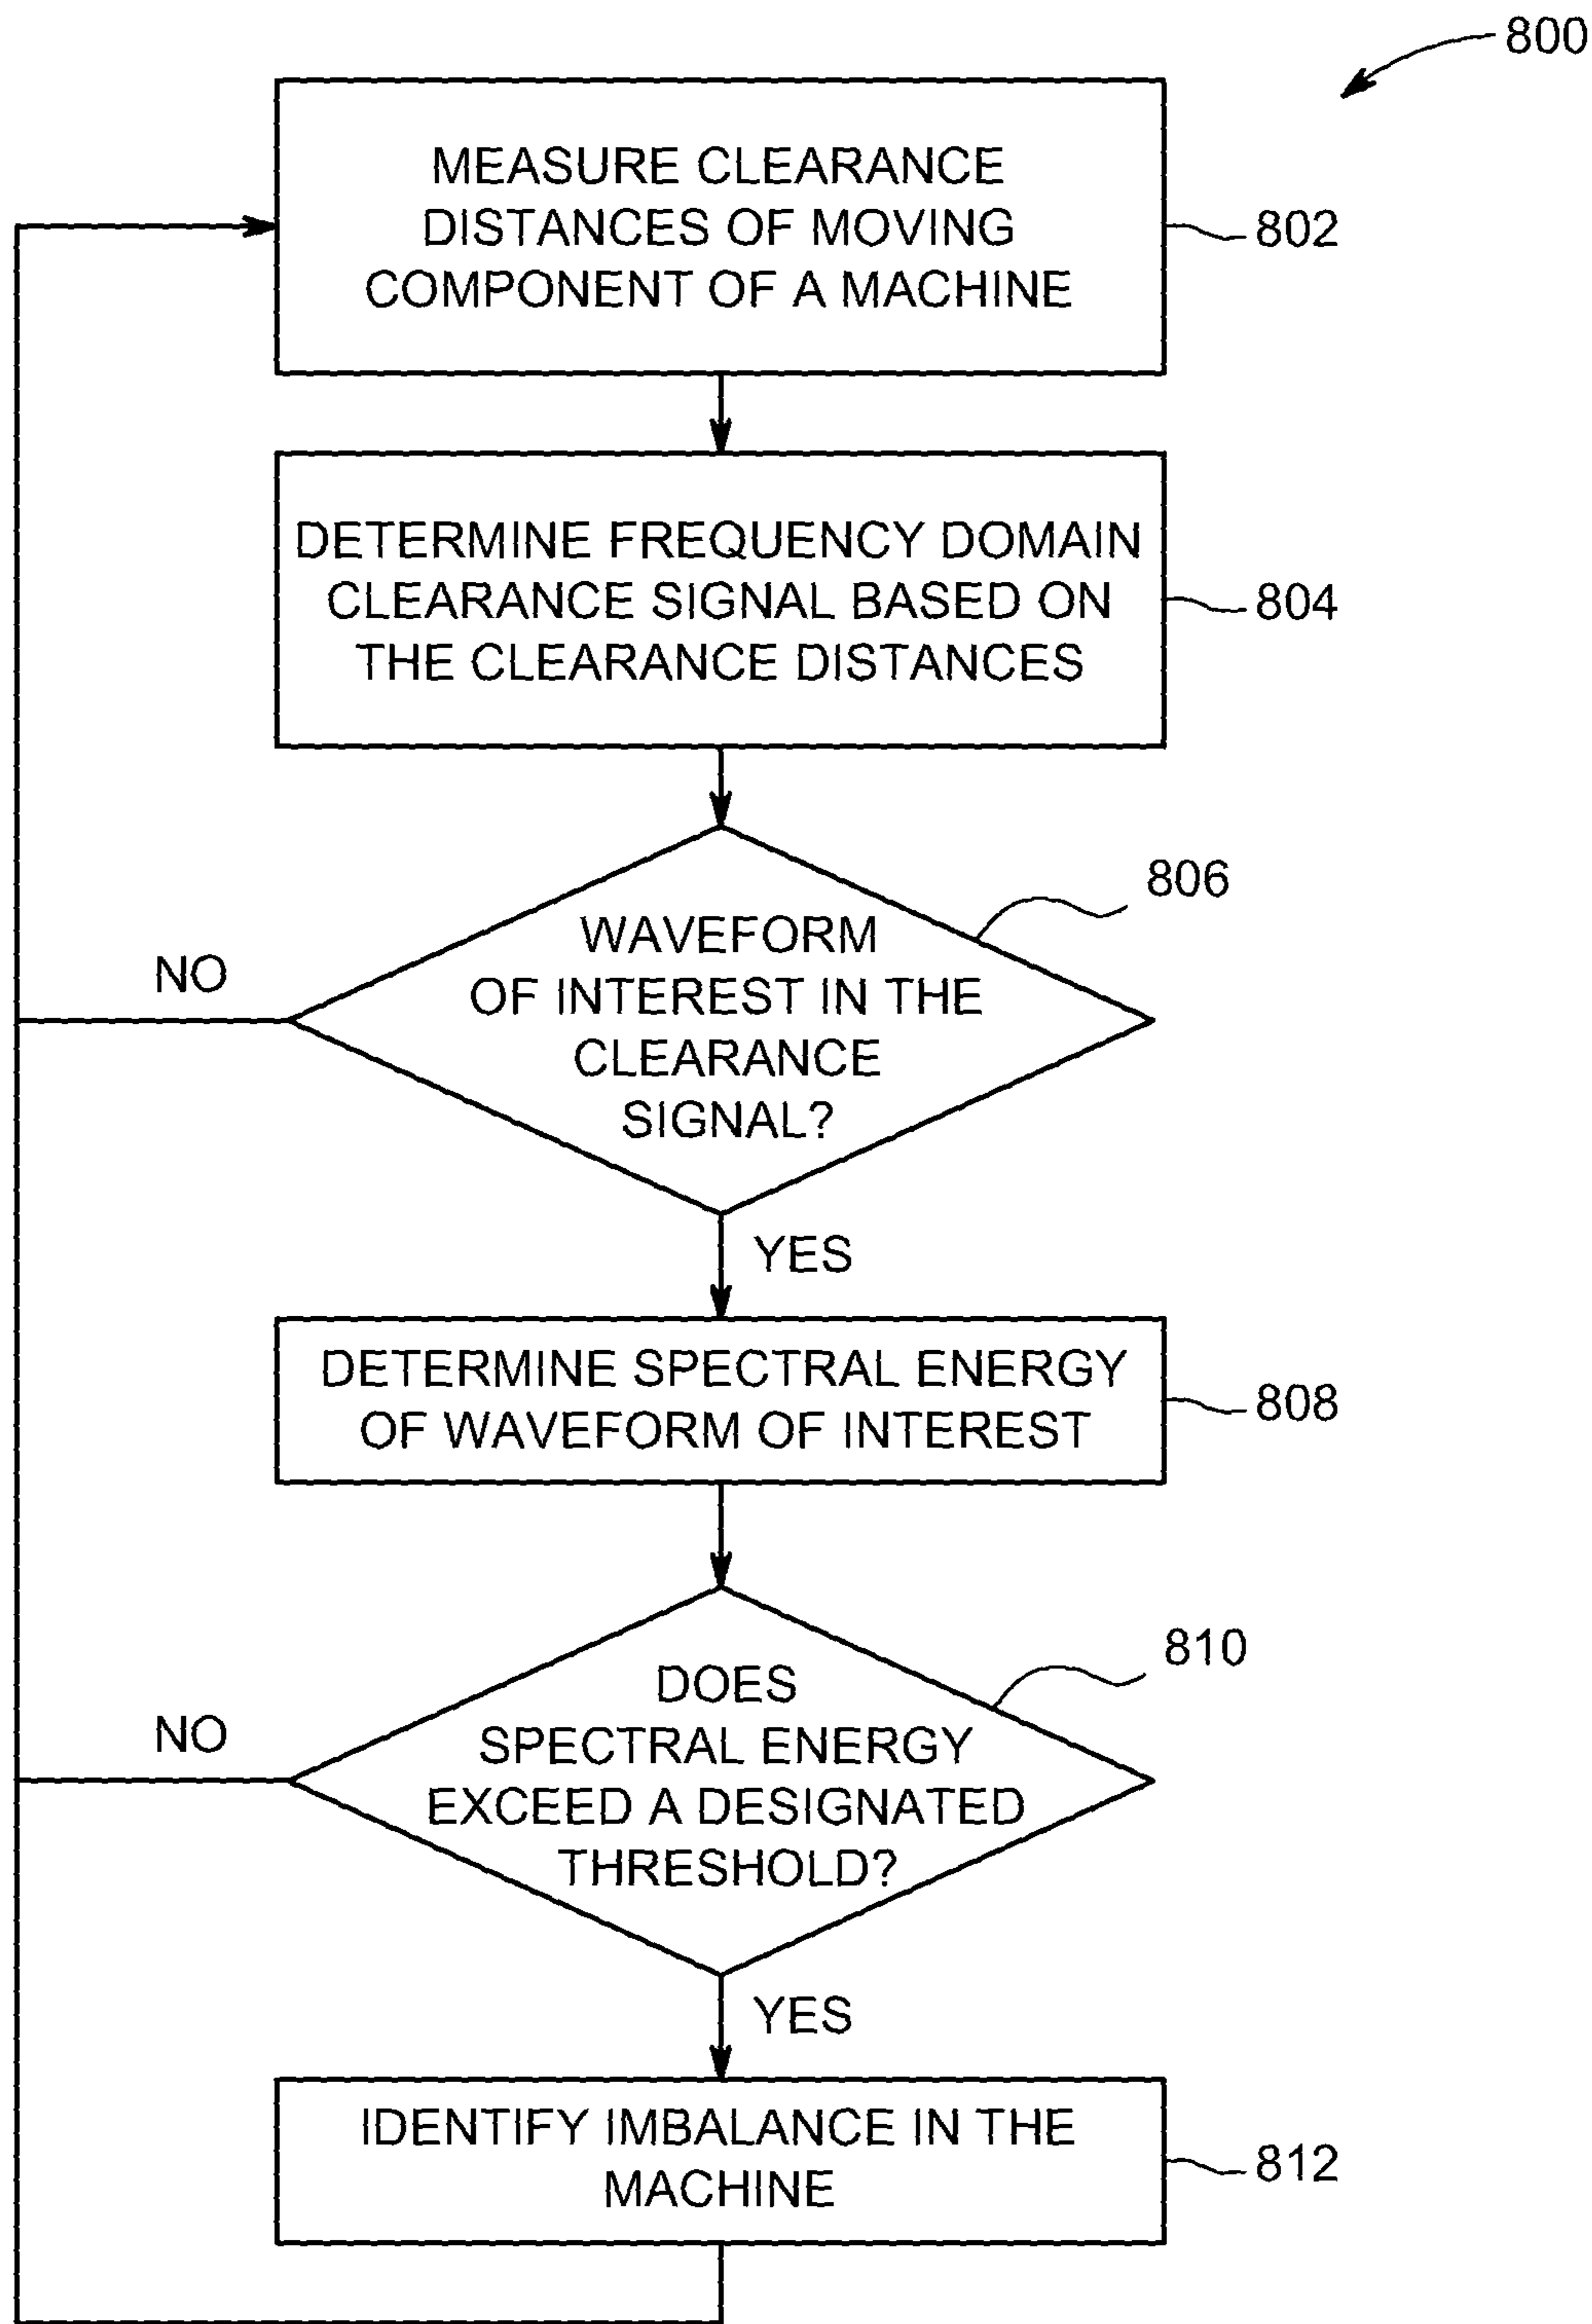 800
MEASURE CLEARANCE
DISTANCES OF MOVING
COMPONENT OF A MACHINE
802
DETERMINE FREQUENCY DOMAIN
CLEARANCE SIGNAL BASED ON
THE CLEARANCE DISTANCES
804
806
WAVEFORM
OF INTEREST IN THE
CLEARANCE
SIGNAL?
NO
YES
DETERMINE SPECTRAL ENERGY
OF WAVEFORM OF INTEREST
808
810
DOES
SPECTRAL ENERGY
EXCEED A DESIGNATED
THRESHOLD?
NO
YES
IDENTIFY IMBALANCE IN THE
MACHINE
812